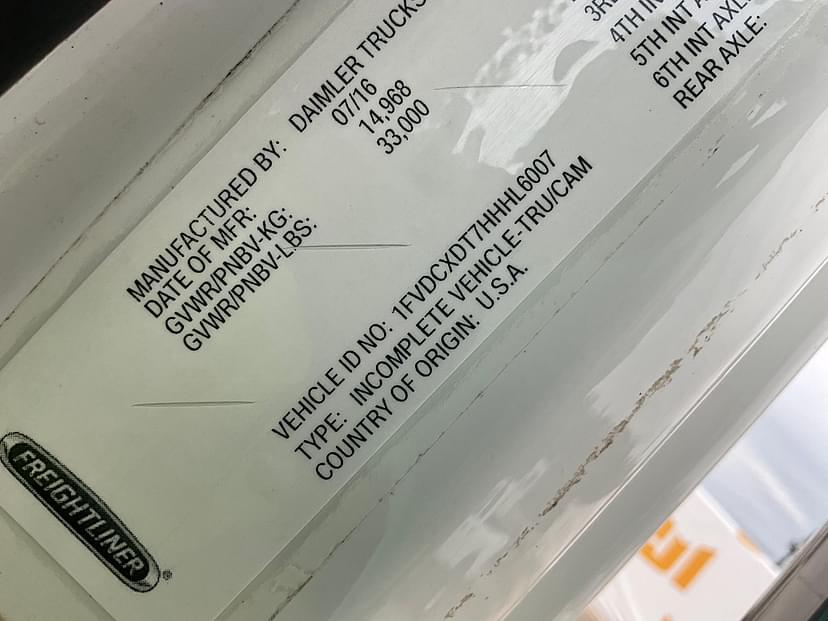 MANUFACTURED BY: DAIMLER TRUCKS
DATE OF MFR: 07/16
GVWR/PNBV-KG: 14,968
GVWR/PNBV-LBS: 33,000
VEHICLE ID NO: 1FVDCXDT7HHHL6007
TYPE: INCOMPLETE VEHICLE-TRU/CAM
COUNTRY OF ORIGIN: U.S.A.
4TH IN
5TH INT A
6TH INT AXL
REAR AXLE:
FREIGHTLINER®